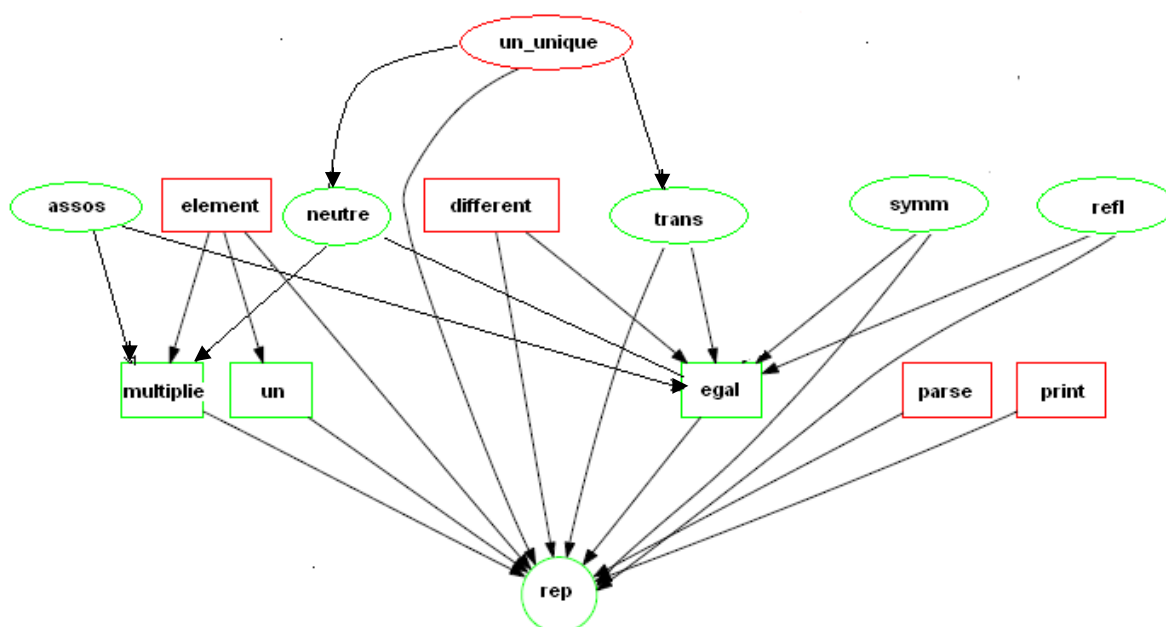 un_unique
assos
element
neutre
different
trans
symm
refl
multiplie
un
egal
parse
print
rep